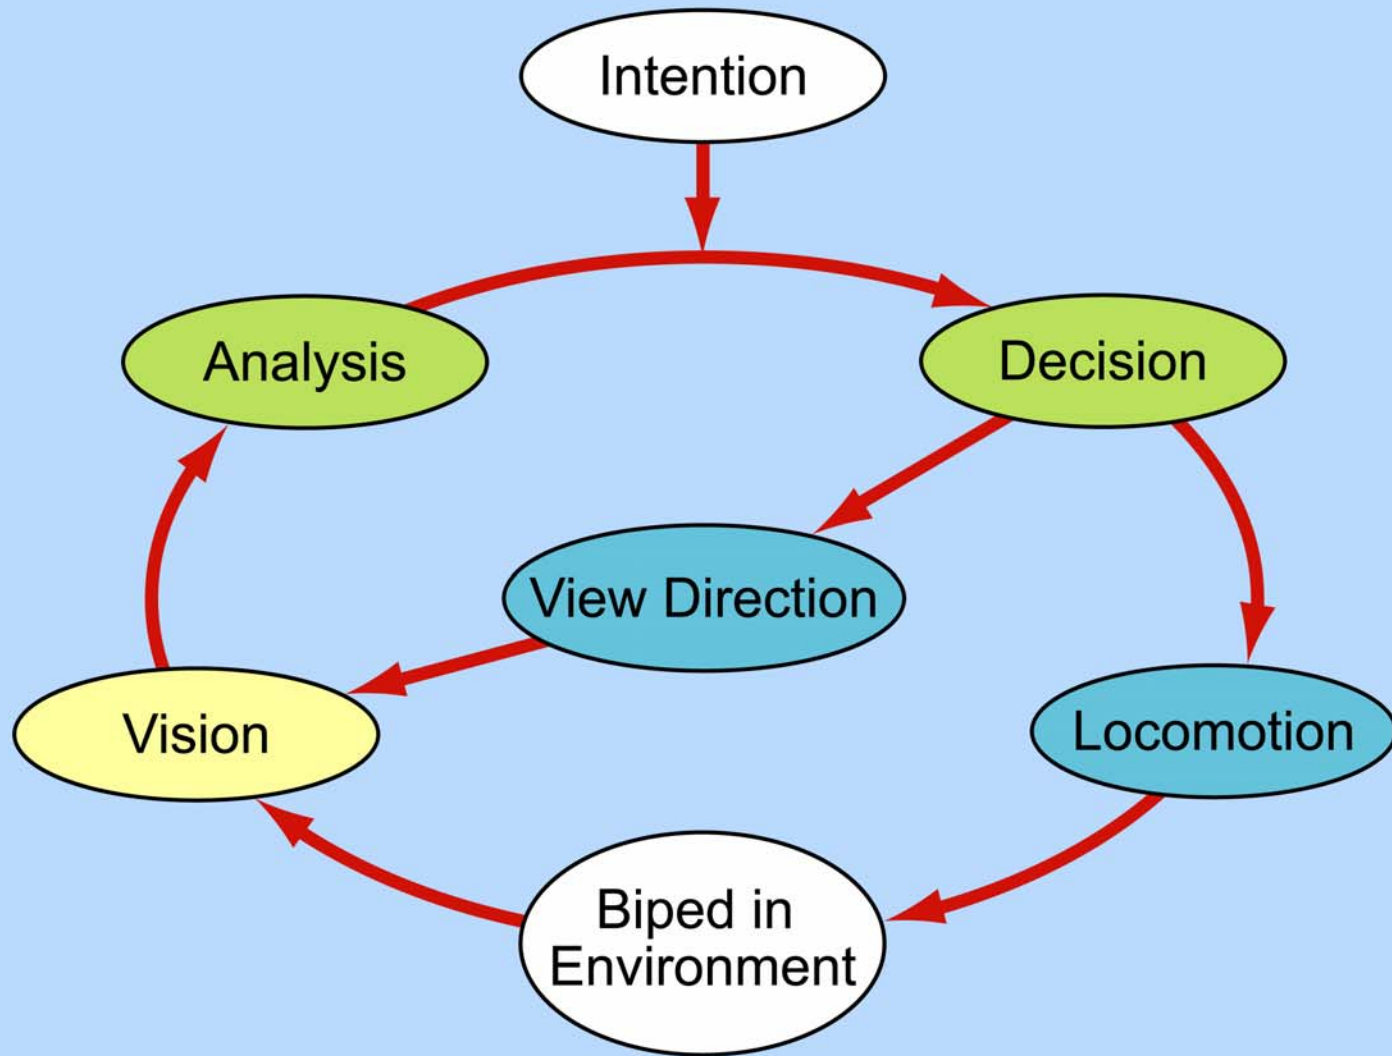 Intention
Analysis
Decision
View Direction
Vision
Locomotion
Biped in
Environment